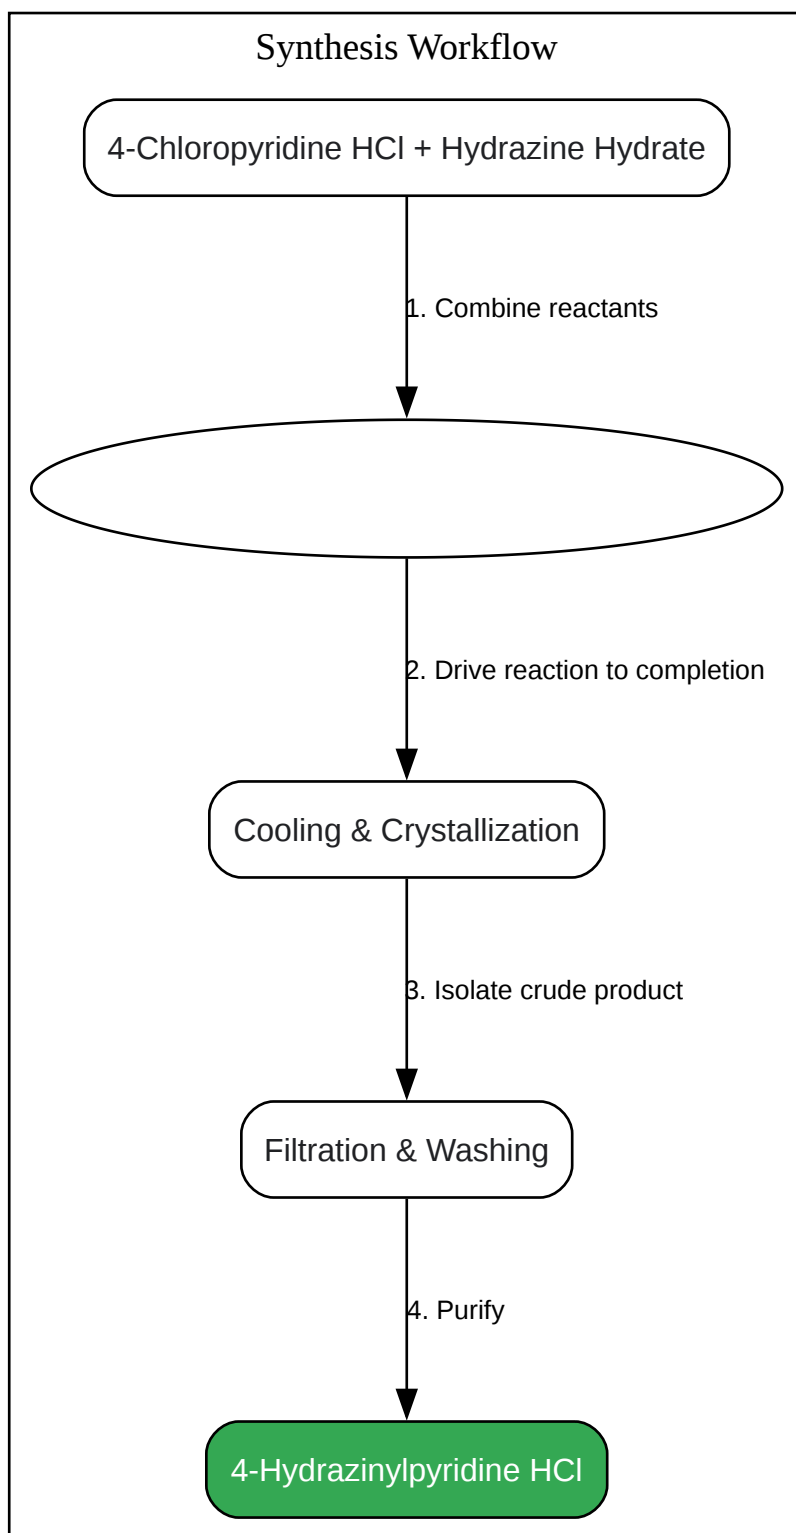 Synthesis Workflow
4-Chloropyridine HCl + Hydrazine Hydrate
1. Combine reactants
2. Drive reaction to completion
Cooling & Crystallization
3. Isolate crude product
Filtration & Washing
4. Purify
4-Hydrazinylpyridine HCl